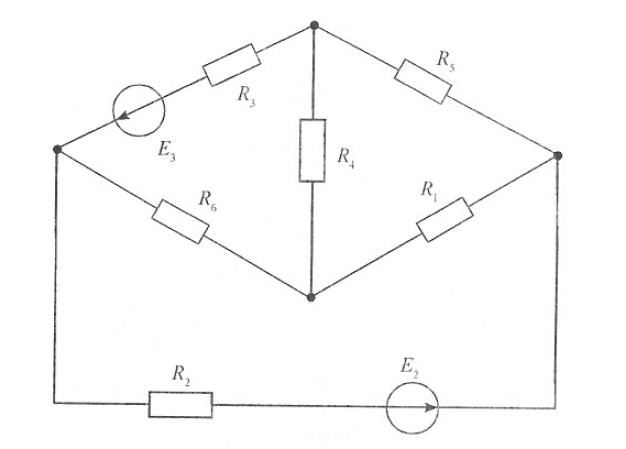 R₅
R₃
E₃
R₄
R₆
R₁
R₂
E₂